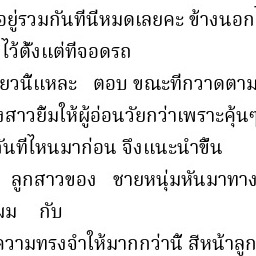 อยู่รวมกันที่นี่หมดเลยคะ ข้างนอก
ไว้ตั้งแต่ที่จอดรถ
ยวนี้แหละ ตอบ ขณะที่กวาดตาม
สาวยิ้มให้ผู้อ่อนวัยกว่าเพราะคุ้นๆ
ันที่ไหนมาก่อน จึงแนะนำขึ้น
ลูกสาวของ ชายหนุ่มหันมาทาง
ผม กับ
ความทรงจำให้มากกว่านี้ สีหน้าลูก